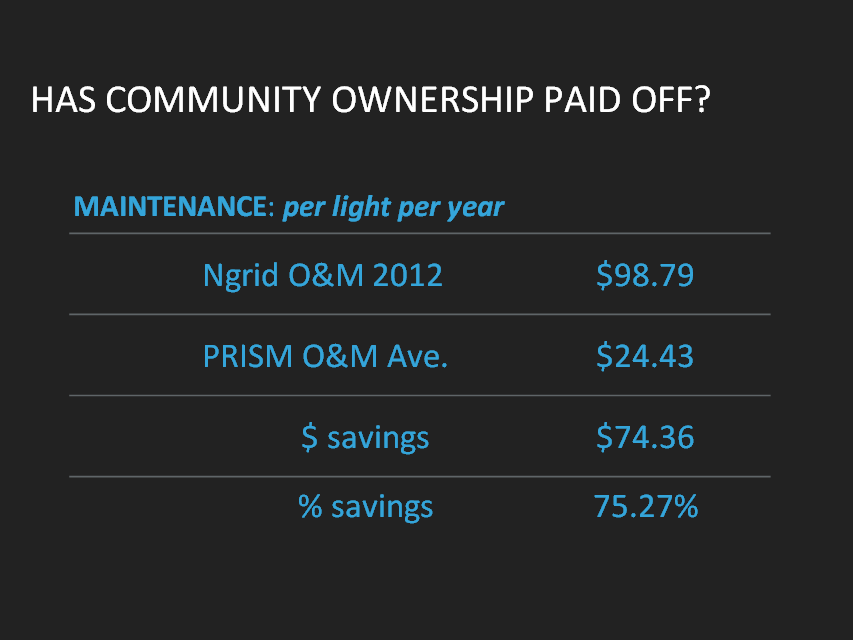 HAS COMMUNITY OWNERSHIP PAID OFF?
MAINTENANCE: per light per year
Ngrid O&M 2012 $98.79
PRISM O&M Ave. $24.43
$ savings $74.36
% savings 75.27%